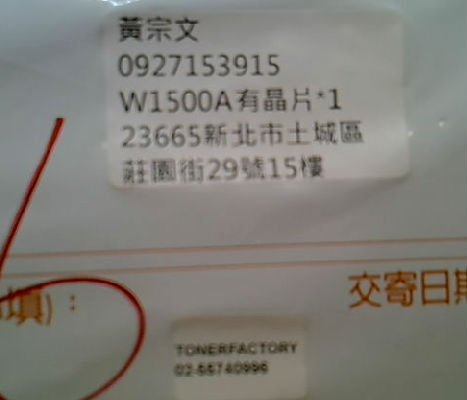 黃宗文
0927153915
W1500A有晶片*1
23665新北市土城區
莊園街29號15樓
填):
交寄日期
TONERFACTORY
02-55740996